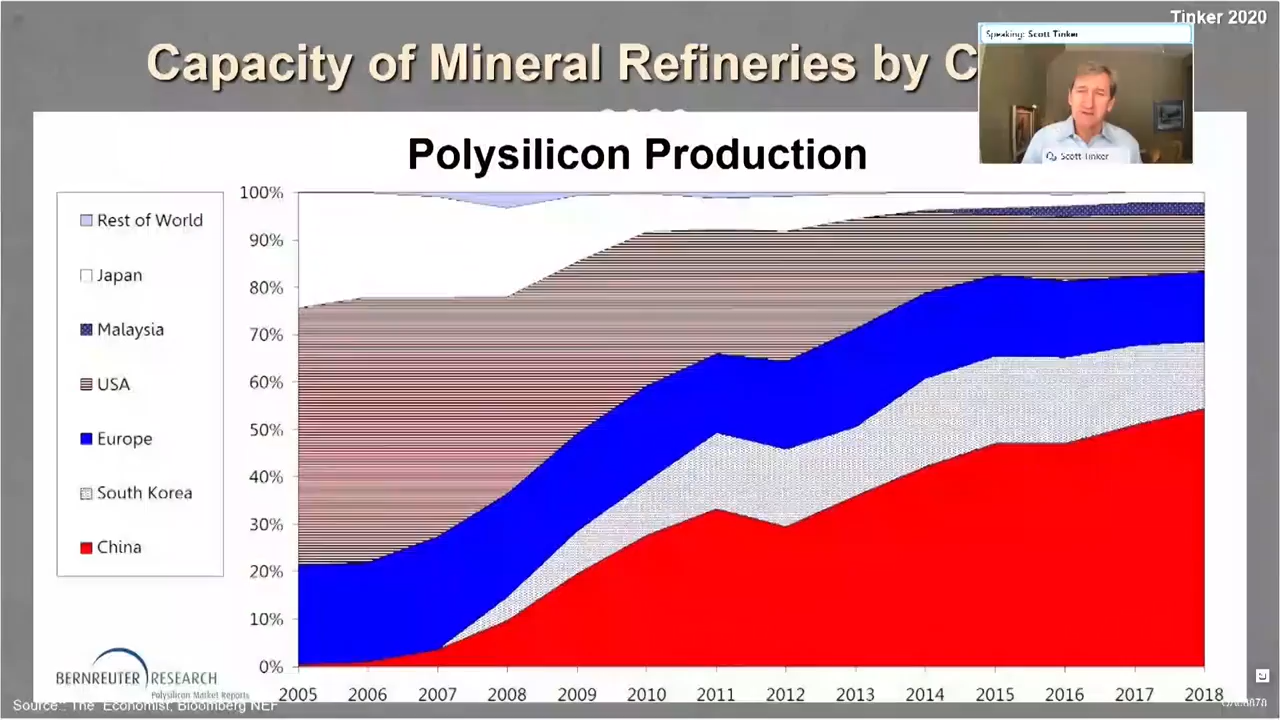 Tinker 2020
Speaking: Scott Tinker
Capacity of Mineral Refineries by C
Scott Tinker
Polysilicon Production
Rest of World
Japan
Malaysia
USA
Europe
South Korea
China
100%
90%
80%
70%
60%
50%
40%
30%
20%
10%
0%
2005 2006 2007 2008 2009 2010 2011 2012 2013 2014 2015 2016 2017 2018
BERNREUTER RESEARCH
Polysilicon Market Reports
Source: The Economist, Bloomberg NEF